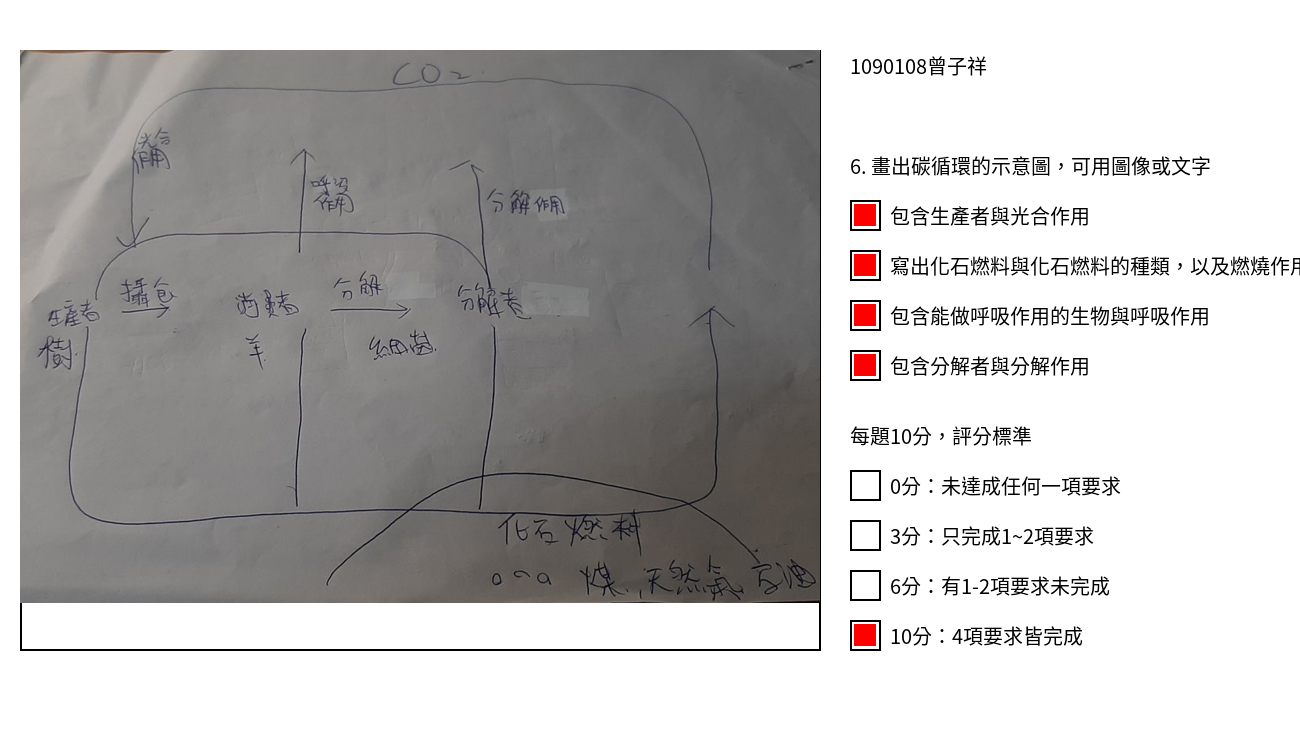 CO2
光合
作用
呼吸
作用
分解作用
生產者
樹
攝食
消費者
羊
分解
細菌
分解者
化石燃料
煤、天然氣 石油
1090108曾子祥
6. 畫出碳循環的示意圖，可用圖像或文字
包含生產者與光合作用
寫出化石燃料與化石燃料的種類，以及燃燒作用
包含能做呼吸作用的生物與呼吸作用
包含分解者與分解作用
每題10分，評分標準
0分：未達成任何一項要求
3分：只完成1~2項要求
6分：有1-2項要求未完成
10分：4項要求皆完成